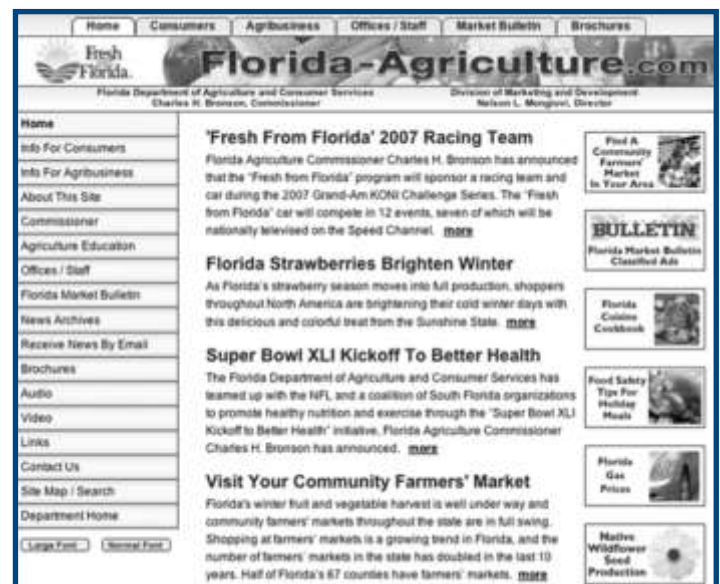 Home Consumers Agribusiness Offices / Staff Market Bulletin Brochures
Fresh
Florida.
Florida-Agriculture.com
Florida Department of Agriculture and Consumer Services
Charles H. Bronson, Commissioner
Division of Marketing and Development
Nelson L. Mongiovi, Director
Home
Info For Consumers
Info For Agribusiness
About This Site
Commissioner
Agriculture Education
Offices / Staff
Florida Market Bulletin
News Archives
Receive News By Email
Brochures
Audio
Video
Links
Contact Us
Site Map / Search
Department Home
Large Font Normal Font
'Fresh From Florida' 2007 Racing Team
Florida Agriculture Commissioner Charles H. Bronson has announced
that the "Fresh from Florida" program will sponsor a racing team and
car during the 2007 Grand-Am KONI Challenge Series. The "Fresh
from Florida" car will compete in 12 events, seven of which will be
nationally televised on the Speed Channel. more
Florida Strawberries Brighten Winter
As Florida's strawberry season moves into full production, shoppers
throughout North America are brightening their cold winter days with
this delicious and colorful treat from the Sunshine State. more
Super Bowl XLI Kickoff To Better Health
The Florida Department of Agriculture and Consumer Services has
teamed up with the NFL and a coalition of South Florida organizations
to promote healthy nutrition and exercise through the "Super Bowl XLI
Kickoff to Better Health" initiative, Florida Agriculture Commissioner
Charles H. Bronson has announced. more
Visit Your Community Farmers' Market
Florida's winter fruit and vegetable harvest is well under way and
community farmers' markets throughout the state are in full swing.
Shopping at farmers' markets is a growing trend in Florida, and the
number of farmers' markets in the state has doubled in the last 10
years. Half of Florida's 67 counties have farmers' markets. more
Find A
Community
Farmers'
Market
In Your Area
BULLETIN
Florida Market Bulletin
Classified Ads
Florida
Cuisine
Cookbook
Food Safety
Tips For
Holiday
Meals
Florida
Gas
Prices
Native
Wildflower
Seed
Production